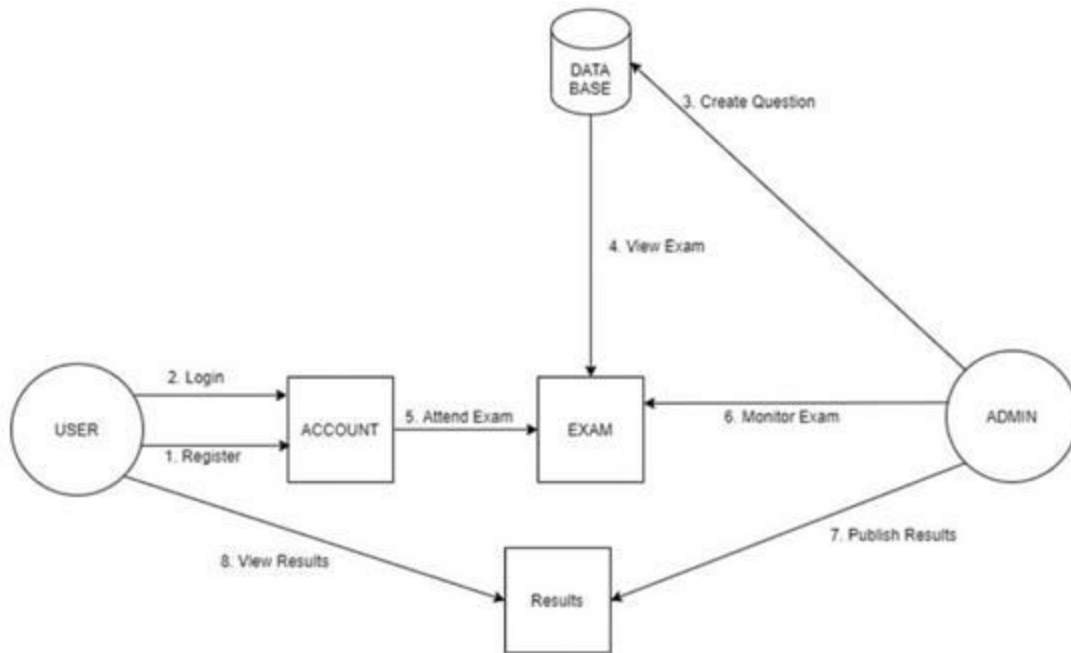 DATA
BASE
3. Create Question
4. View Exam
2. Login
USER
ACCOUNT
5. Attend Exam
EXAM
6. Monitor Exam
ADMIN
1. Register
7. Publish Results
8. View Results
Results